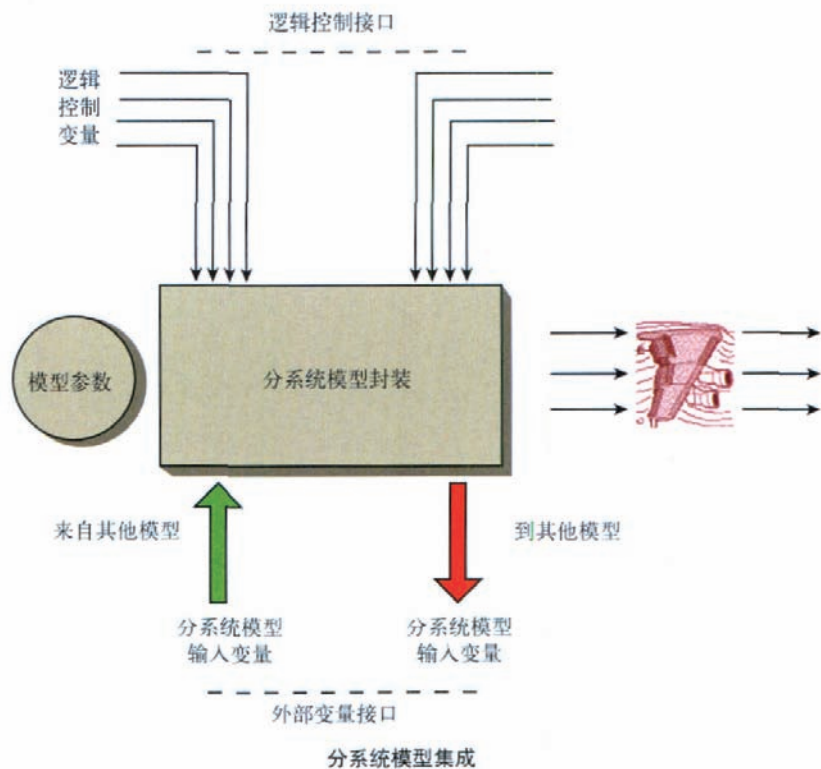 逻辑控制接口
逻辑
控制
变量
模型参数
分系统模型封装
来自其他模型
到其他模型
分系统模型
输入变量
分系统模型
输入变量
外部变量接口
分系统模型集成